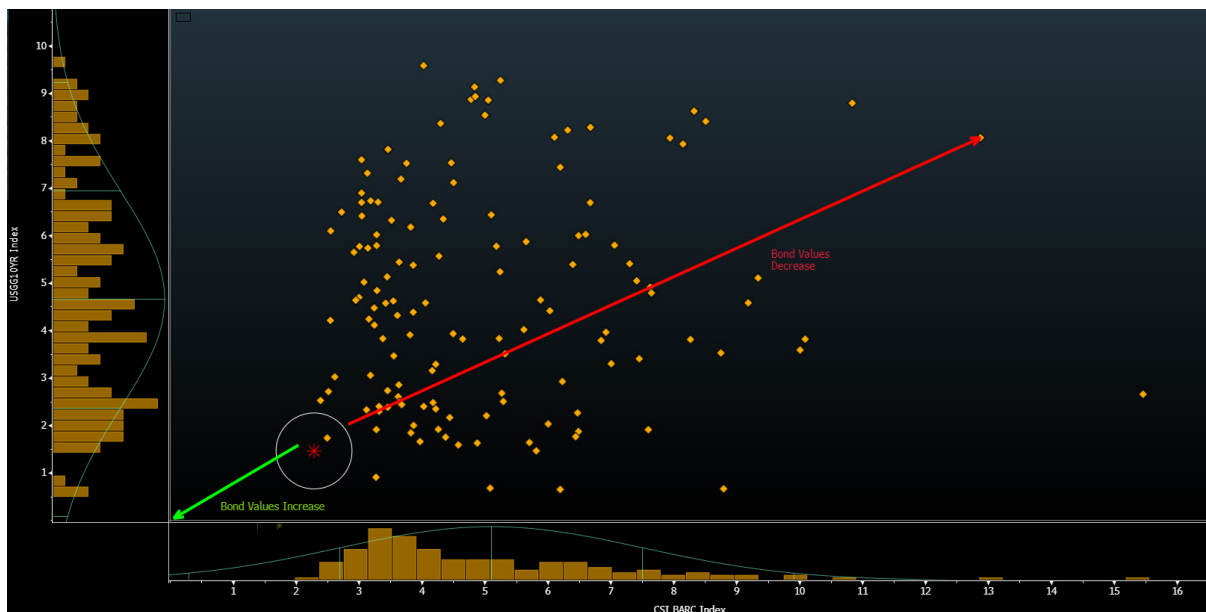 10
9
8
7
6
5
4
3
2
1
USGG10YR Index
Bond Values
Decrease
Bond Values Increase
1 2 3 4 5 6 7 8 9 10 11 12 13 14 15 16
CSI BARC Index